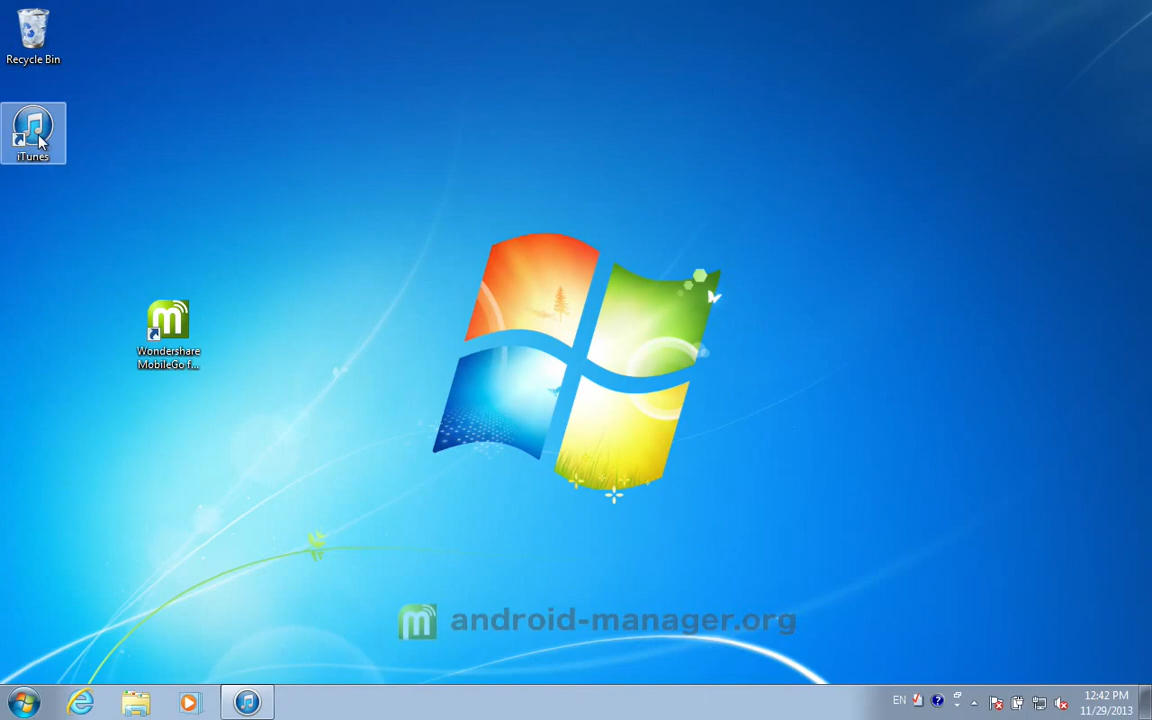 Recycle Bin
iTunes
Wondershare
MobileGo f...
android-manager.org
EN
12:42 PM
11/29/2013